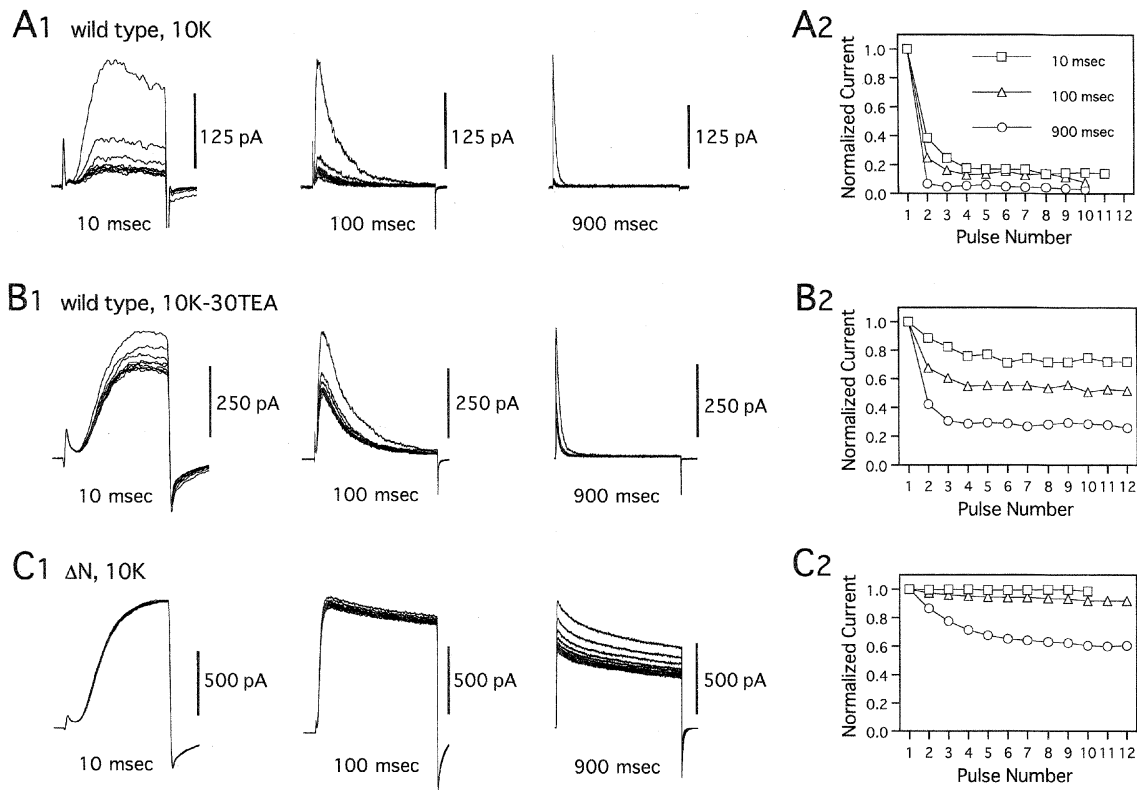 A1 wild type, 10K
125 pA
125 pA
125 pA
10 msec
100 msec
900 msec
A2
Normalized Current
1.0
0.8
0.6
0.4
0.2
0.0
10 msec
100 msec
900 msec
1 2 3 4 5 6 7 8 9 10 11 12
Pulse Number
B1 wild type, 10K-30TEA
250 pA
250 pA
250 pA
10 msec
100 msec
900 msec
B2
Normalized Current
1.0
0.8
0.6
0.4
0.2
0.0
1 2 3 4 5 6 7 8 9 10 11 12
Pulse Number
C1 ΔN, 10K
500 pA
500 pA
500 pA
10 msec
100 msec
900 msec
C2
Normalized Current
1.0
0.8
0.6
0.4
0.2
0.0
1 2 3 4 5 6 7 8 9 10 11 12
Pulse Number